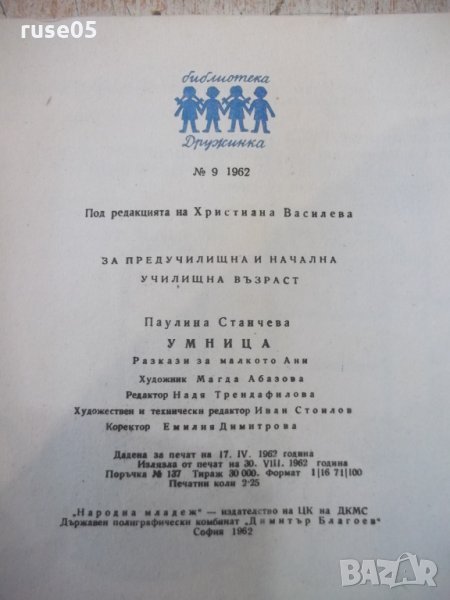 ruse05
библиотека
Дружинка
№ 9 1962
Под редакцията на Христиана Василева
ЗА ПРЕДУЧИЛИЩНА И НАЧАЛНА
УЧИЛИЩНА ВЪЗРАСТ
Паулина Станчева
УМНИЦА
Разкази за малкото Ани
Художник Магда Абазова
Редактор Надя Трендафилова
Художествен и технически редактор Иван Стоилов
Коректор Емилия Димитрова
Дадена за печат на 17. IV. 1962 година
Излязла от печат на 30. VIII. 1962 година
Поръчка № 137 Тираж 30 000. Формат 1|16 71|100
Печатни коли 2·25
„Народна младеж" — издателство на ЦК на ДКМС
Държавен полиграфически комбинат „Димитър Благоев"
София 1962
BAZAR